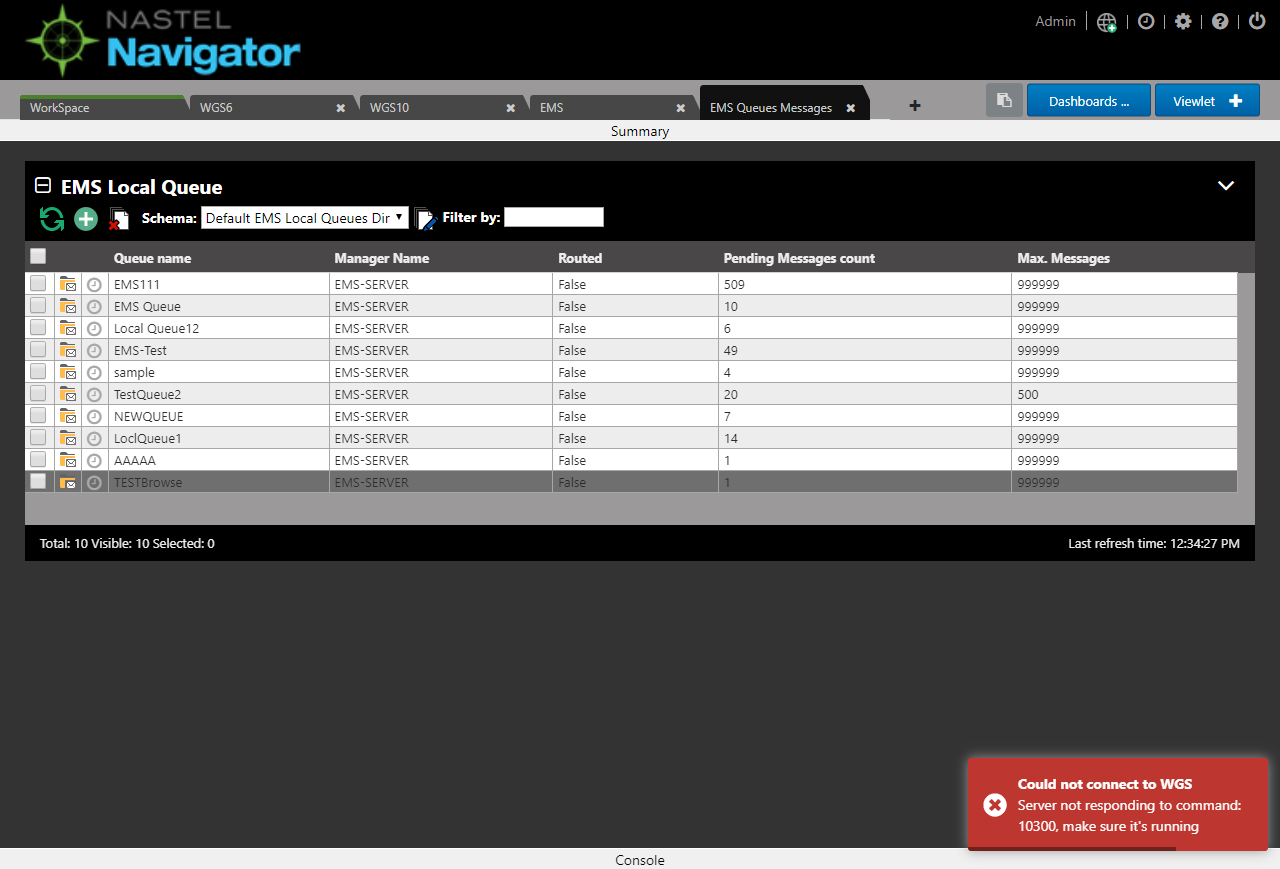 NASTEL
Navigator
Admin
WorkSpace
WGS6
WGS10
EMS
EMS Queues Messages
Dashboards ...
Viewlet
Summary
EMS Local Queue
Schema: Default EMS Local Queues Dir Filter by:
Queue name Manager Name Routed Pending Messages count Max. Messages
EMS111 EMS-SERVER False 509 999999
EMS Queue EMS-SERVER False 10 999999
Local Queue12 EMS-SERVER False 6 999999
EMS-Test EMS-SERVER False 49 999999
sample EMS-SERVER False 4 999999
TestQueue2 EMS-SERVER False 20 500
NEWQUEUE EMS-SERVER False 7 999999
LoclQueue1 EMS-SERVER False 14 999999
AAAAA EMS-SERVER False 1 999999
TESTBrowse EMS-SERVER False 1 999999
Total: 10 Visible: 10 Selected: 0
Last refresh time: 12:34:27 PM
Could not connect to WGS
Server not responding to command:
10300, make sure it's running
Console